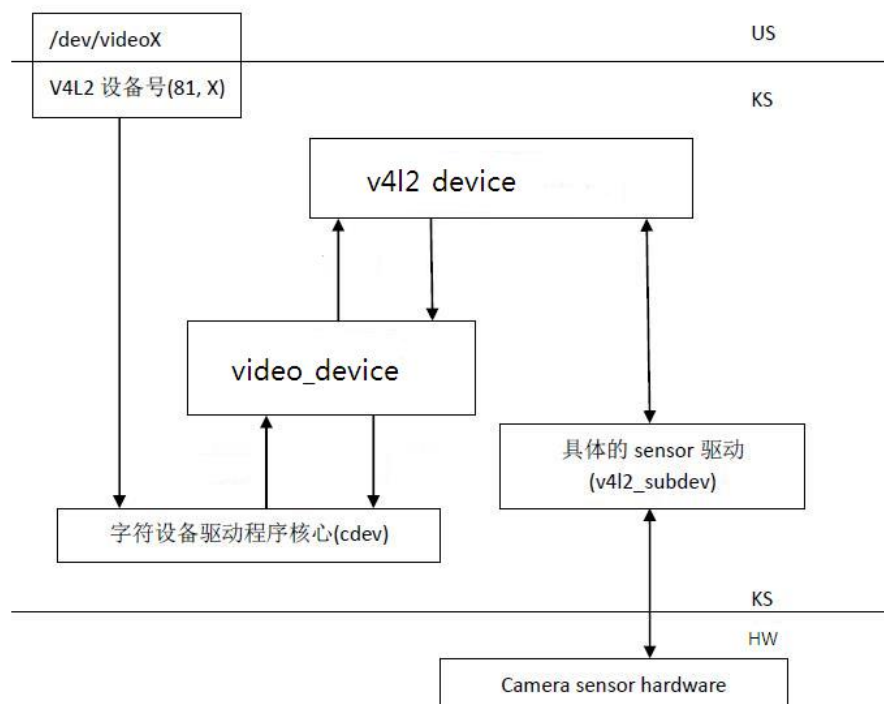 /dev/videoX
US
V4L2 设备号(81, X)
KS
v4l2 device
video_device
具体的 sensor 驱动
(v4l2_subdev)
字符设备驱动程序核心(cdev)
KS
HW
Camera sensor hardware